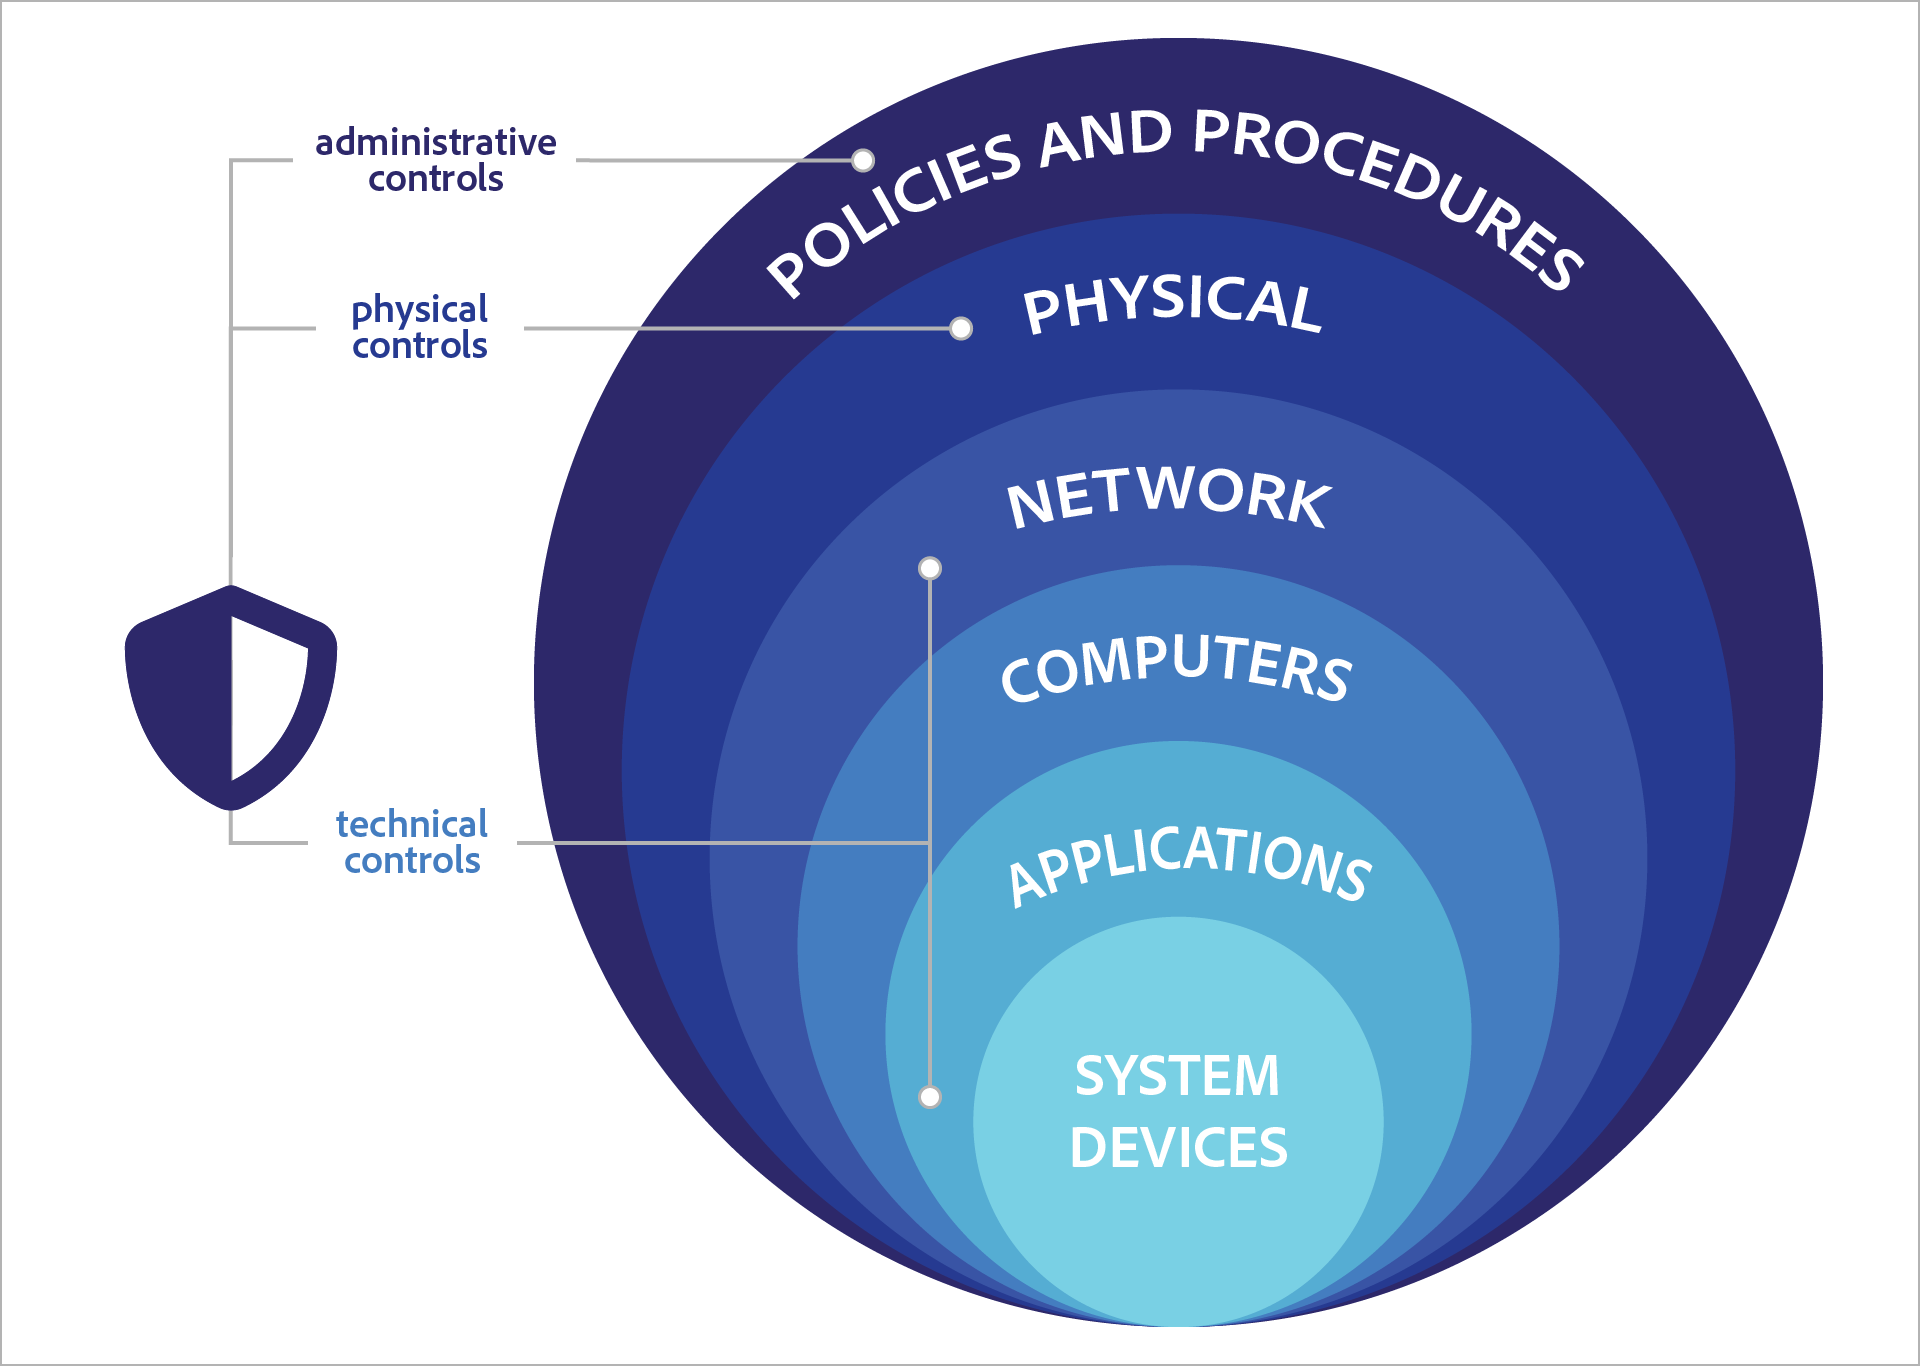 administrative
controls
POLICIES AND PROCEDURES
physical
controls
PHYSICAL
NETWORK
COMPUTERS
technical
controls
APPLICATIONS
SYSTEM
DEVICES